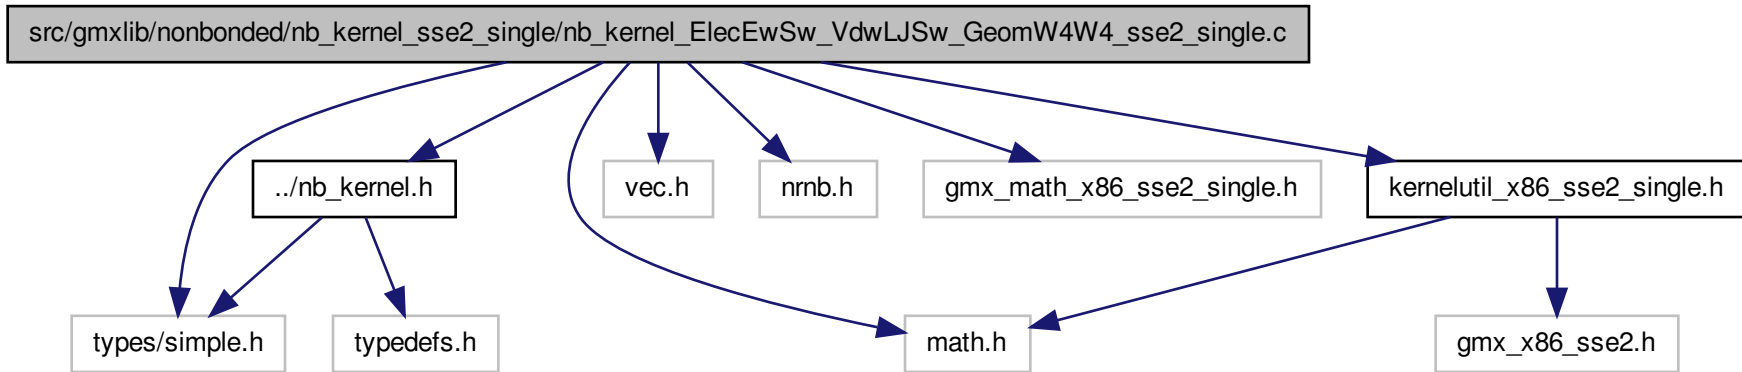 src/gmxlib/nonbonded/nb_kernel_sse2_single/nb_kernel_ElecEwSw_VdwLJSw_GeomW4W4_sse2_single.c
../nb_kernel.h
vec.h
nrnb.h
gmx_math_x86_sse2_single.h
kernelutil_x86_sse2_single.h
types/simple.h
typedefs.h
math.h
gmx_x86_sse2.h